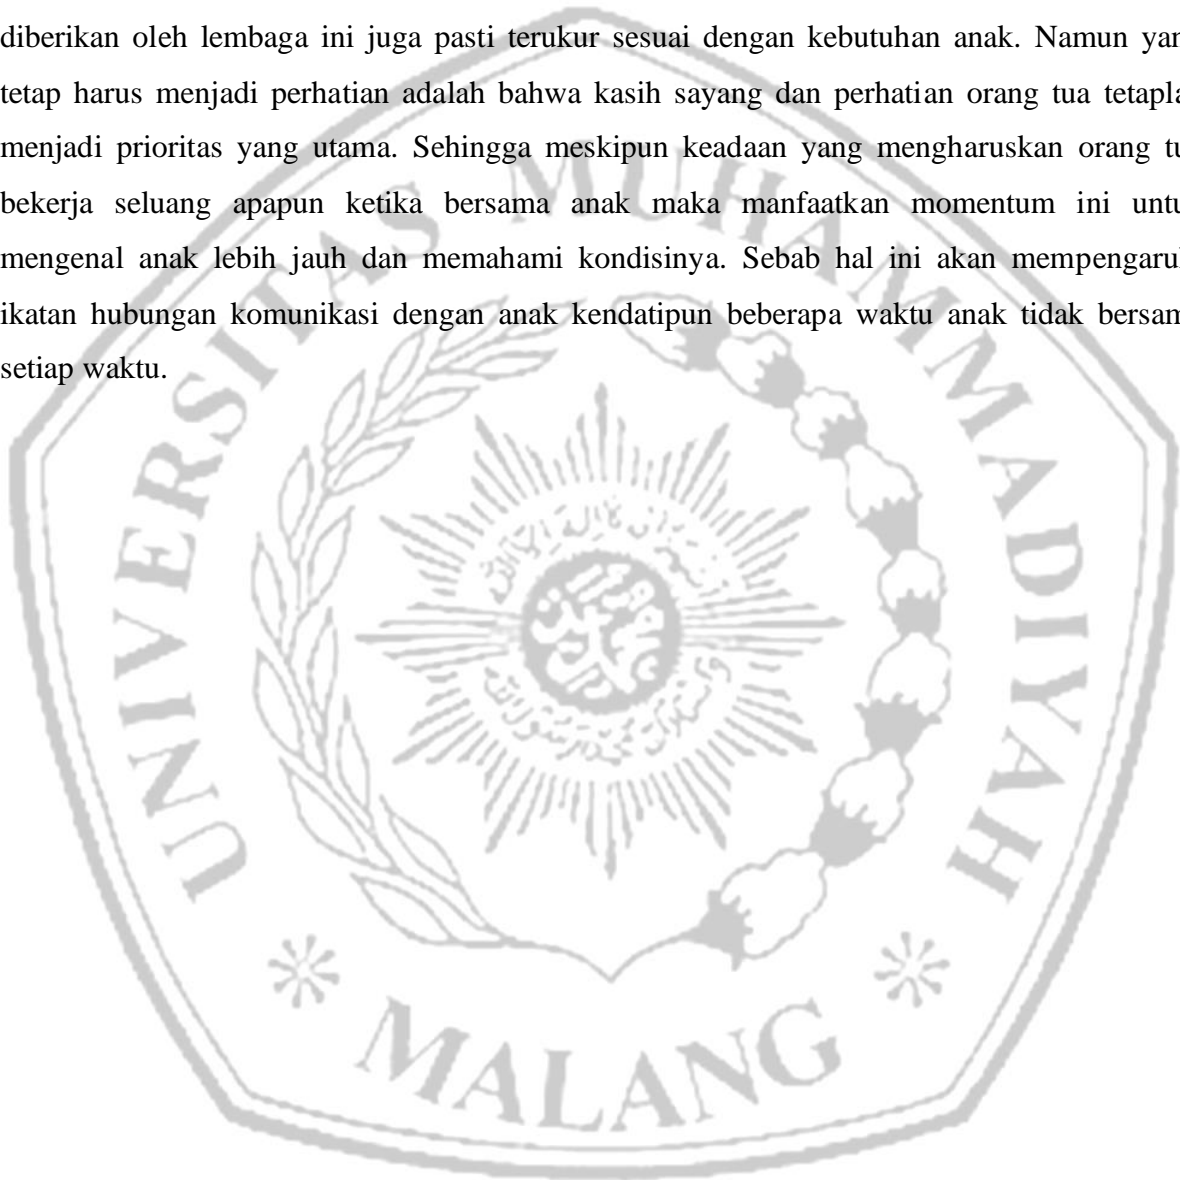 diberikan oleh lembaga ini juga pasti terukur sesuai dengan kebutuhan anak. Namun yan
tetap harus menjadi perhatian adalah bahwa kasih sayang dan perhatian orang tua tetapla
menjadi prioritas yang utama. Sehingga meskipun keadaan yang mengharuskan orang tu
bekerja seluang apapun ketika bersama anak maka manfaatkan momentum ini untu
mengenal anak lebih jauh dan memahami kondisinya. Sebab hal ini akan mempengaruh
ikatan hubungan komunikasi dengan anak kendatipun beberapa waktu anak tidak bersam
setiap waktu.
UNIVERSITAS MUHAMMADIYAH
MALANG